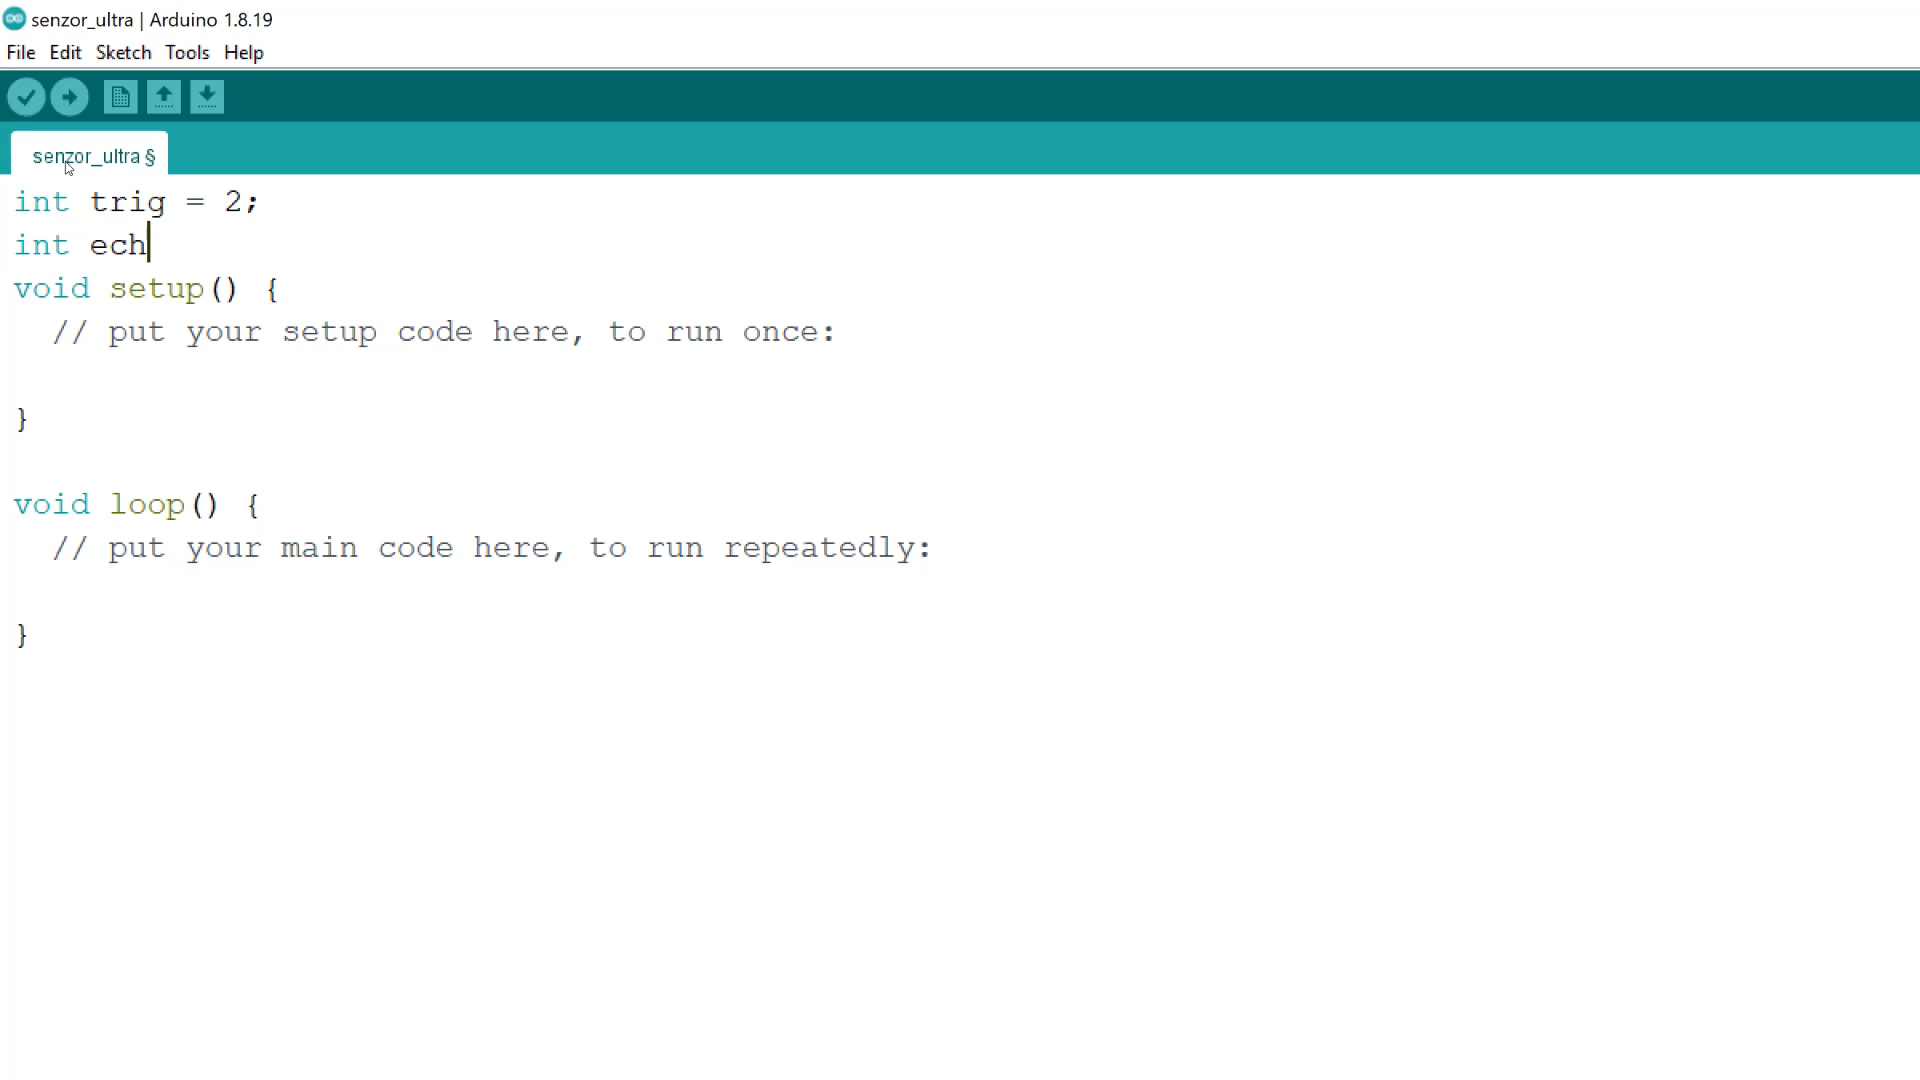 senzor_ultra | Arduino 1.8.19
File Edit Sketch Tools Help
senzor_ultra §
int trig = 2;
int ech
void setup() {
  // put your setup code here, to run once:
}
void loop() {
  // put your main code here, to run repeatedly:
}